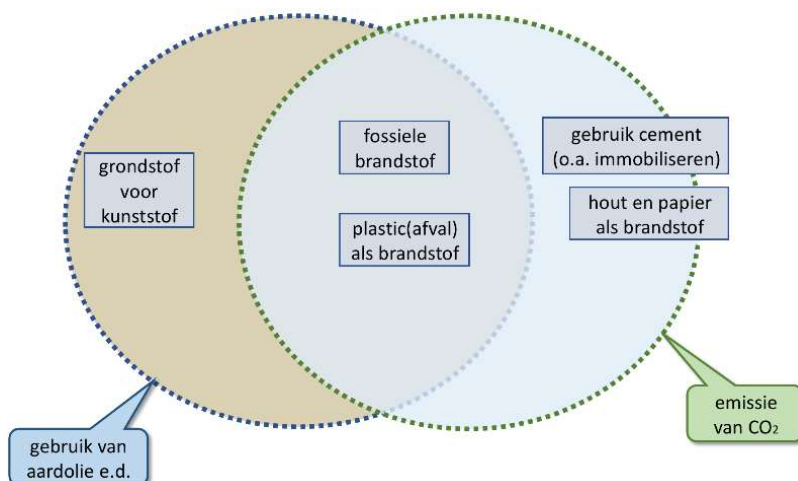 grondstof
voor
kunststof
fossiele
brandstof
plastic(afval)
als brandstof
gebruik cement
(o.a. immobiliseren)
hout en papier
als brandstof
gebruik van
aardolie e.d.
emissie
van CO₂